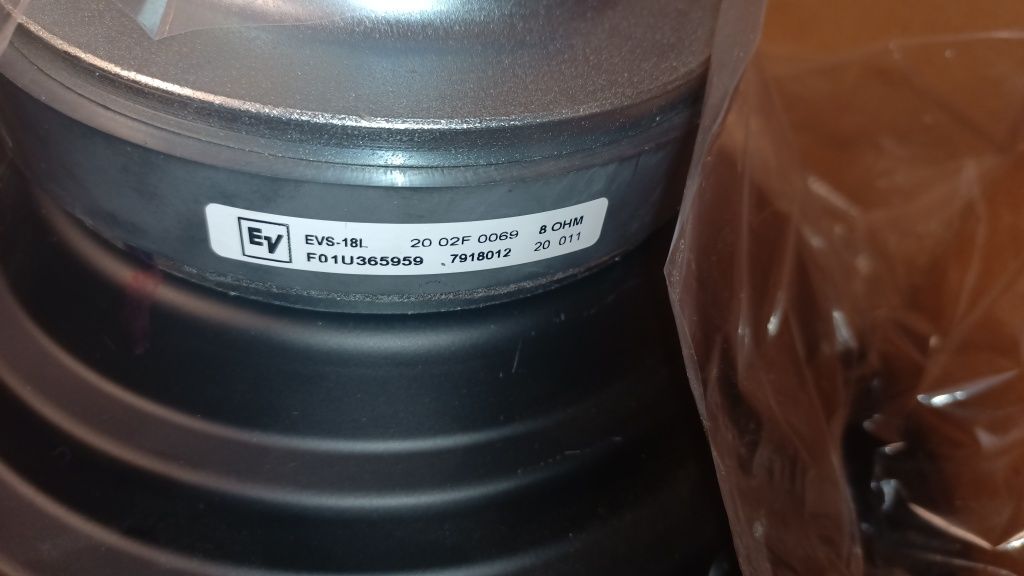 EV EVS-18L 20 02F 0069 8 OHM
F01U365959 7918012 20 011